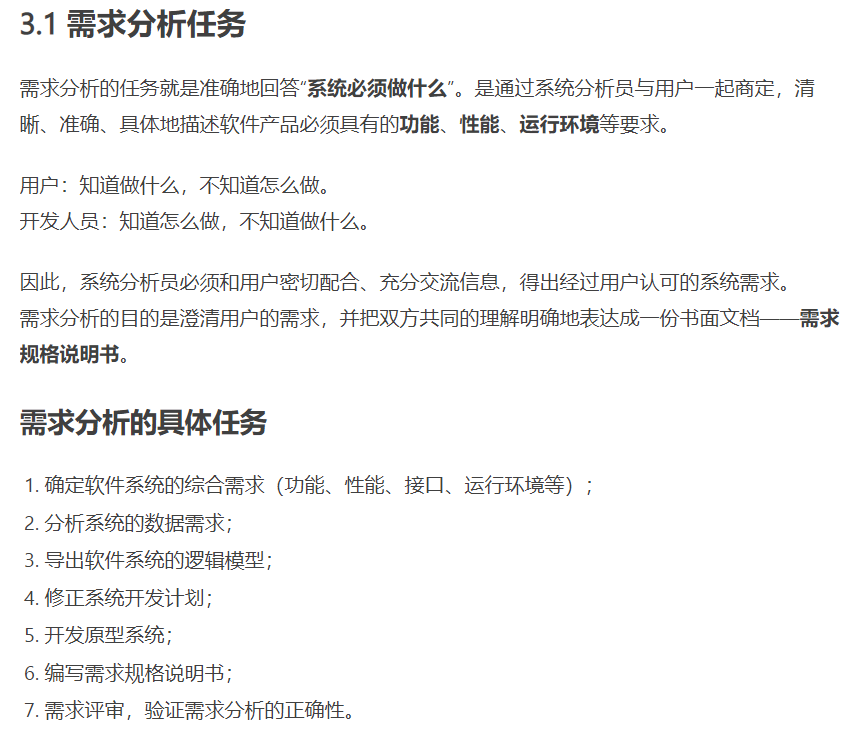 3.1 需求分析任务
需求分析的任务就是准确地回答“系统必须做什么”。是通过系统分析员与用户一起商定，清
晰、准确、具体地描述软件产品必须具有的功能、性能、运行环境等要求。
用户：知道做什么，不知道怎么做。
开发人员：知道怎么做，不知道做什么。
因此，系统分析员必须和用户密切配合、充分交流信息，得出经过用户认可的系统需求。
需求分析的目的是澄清用户的需求，并把双方共同的理解明确地表达成一份书面文档——需求
规格说明书。
需求分析的具体任务
1. 确定软件系统的综合需求（功能、性能、接口、运行环境等）；
2. 分析系统的数据需求；
3. 导出软件系统的逻辑模型；
4. 修正系统开发计划；
5. 开发原型系统；
6. 编写需求规格说明书；
7. 需求评审，验证需求分析的正确性。